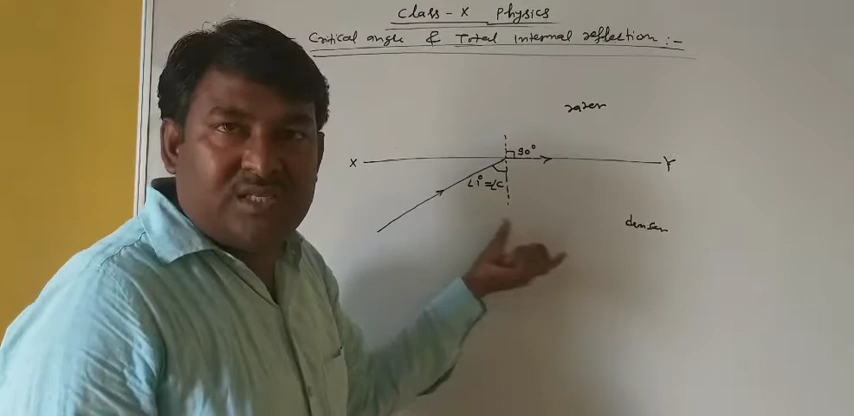 Class - X Physics
Critical angle & Total Internal reflection :-
rarer
90°
X
Y
∠i° = ∠C
denser